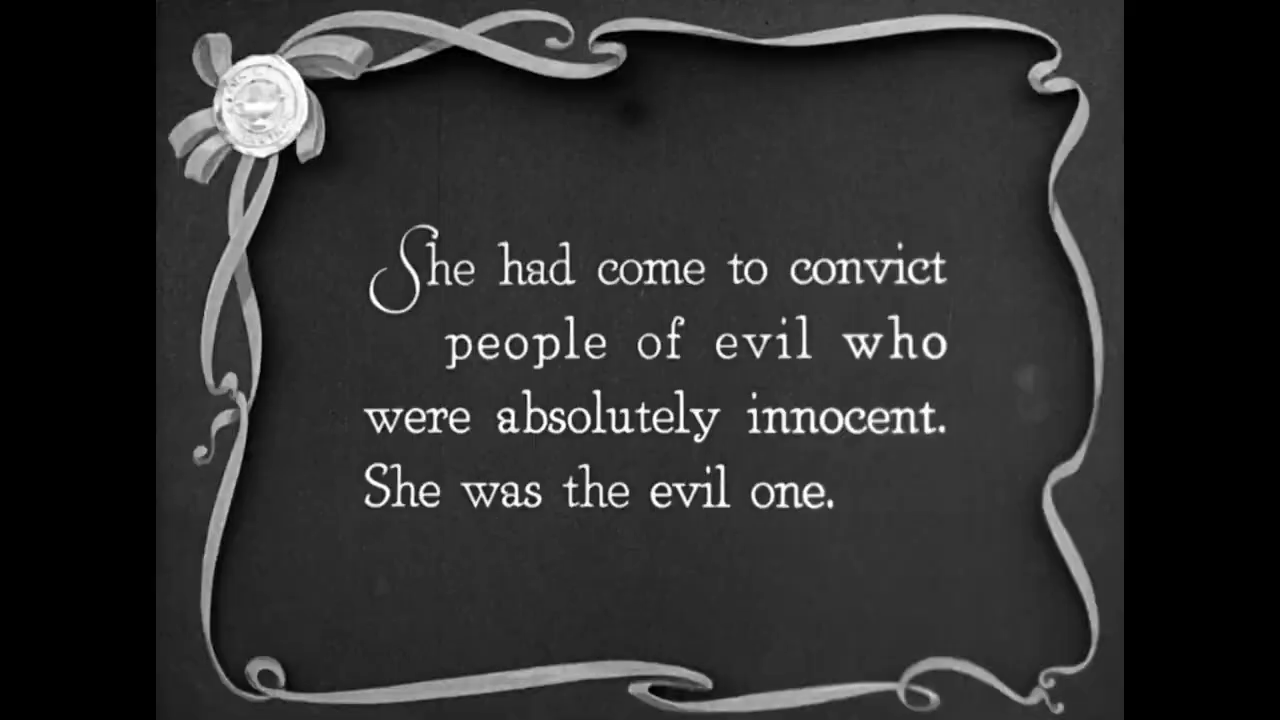 She had come to convict
people of evil who
were absolutely innocent.
She was the evil one.